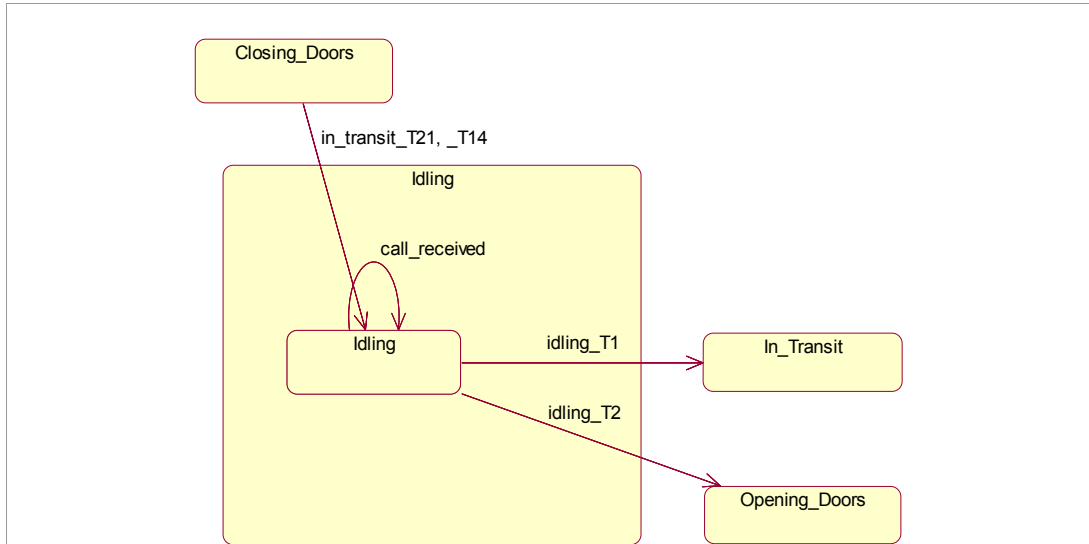 Closing_Doors
in_transit_T21, _T14
Idling
call_received
Idling
idling_T1
In_Transit
idling_T2
Opening_Doors